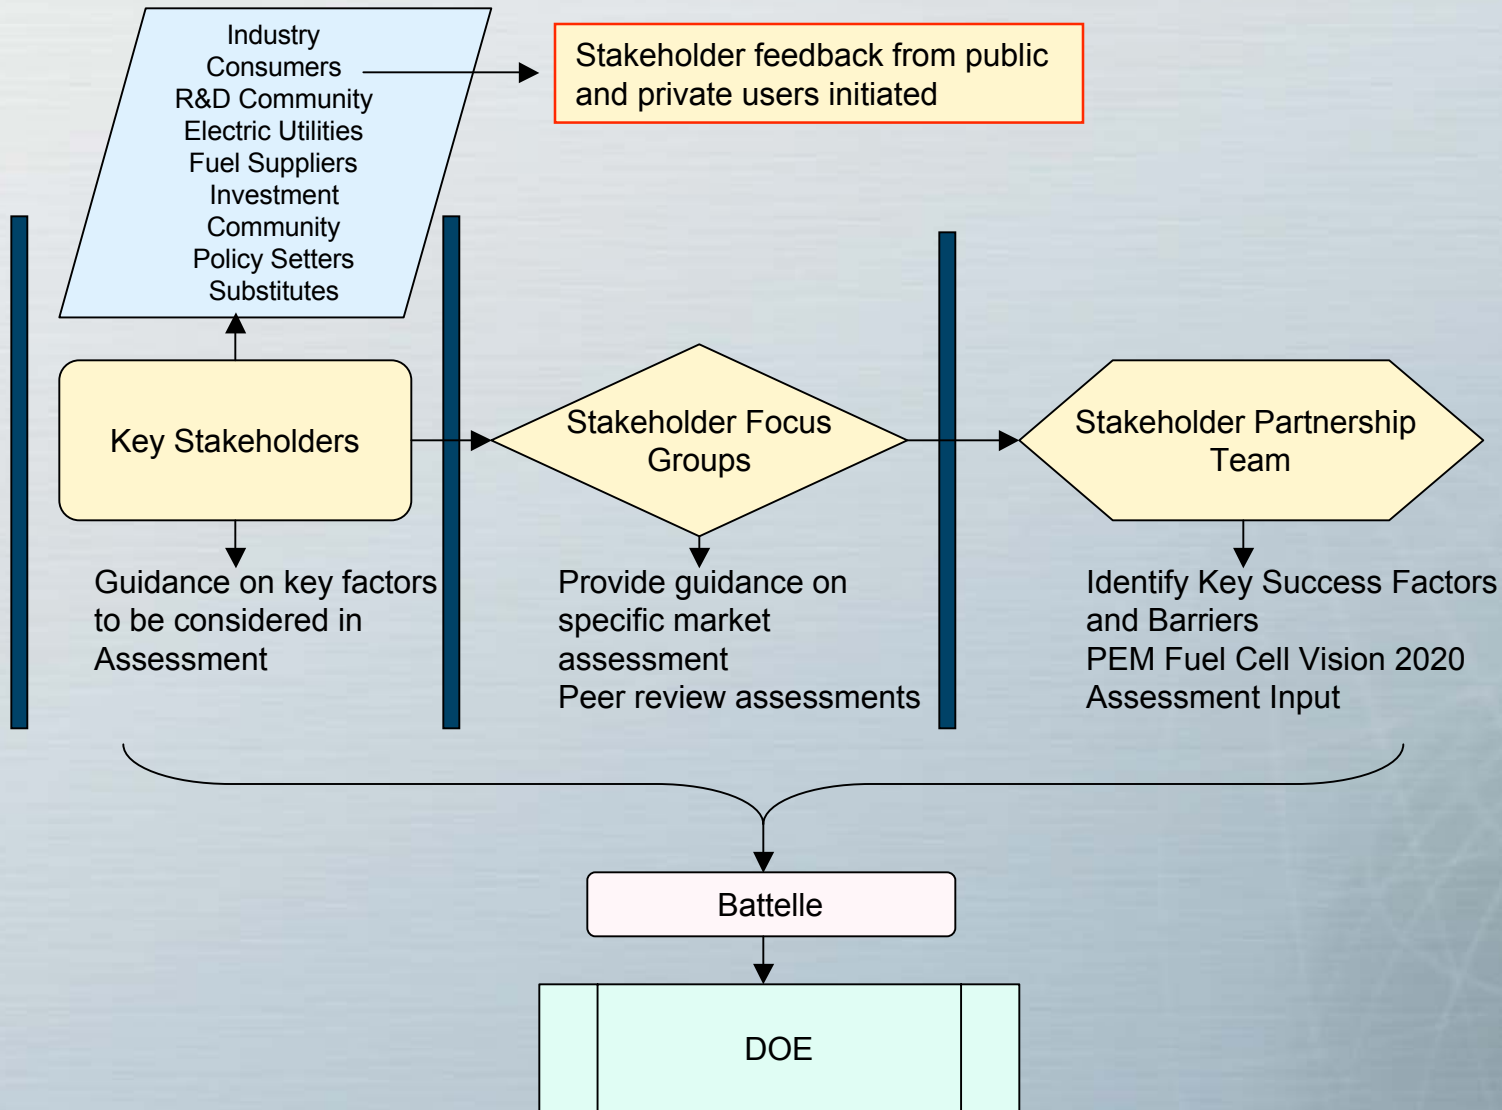 Industry
Consumers
R&D Community
Electric Utilities
Fuel Suppliers
Investment
Community
Policy Setters
Substitutes
Stakeholder feedback from public
and private users initiated
Key Stakeholders
Stakeholder Focus
Groups
Stakeholder Partnership
Team
Guidance on key factors
to be considered in
Assessment
Provide guidance on
specific market
assessment
Peer review assessments
Identify Key Success Factors
and Barriers
PEM Fuel Cell Vision 2020
Assessment Input
Battelle
DOE